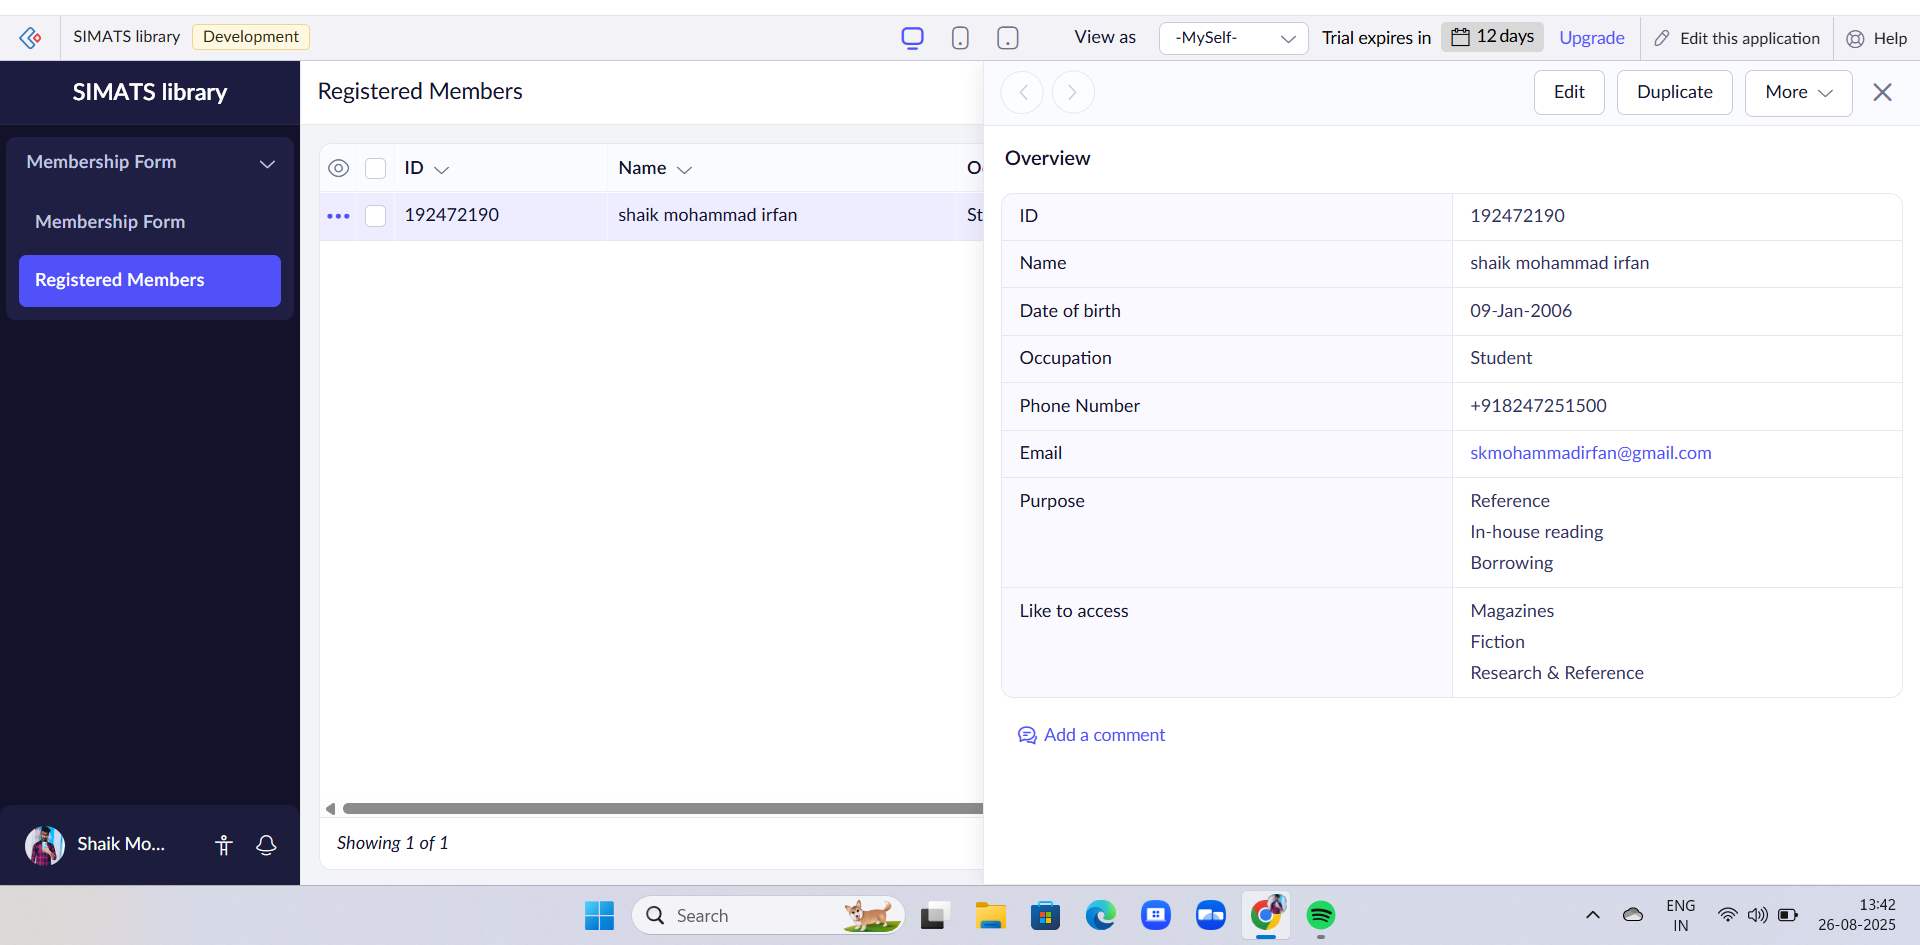 SIMATS library Development View as -MySelf- Trial expires in 12 days Upgrade Edit this application Help
SIMATS library
Membership Form
Membership Form
Registered Members
Shaik Mo...
Registered Members
ID Name
192472190 shaik mohammad irfan St
Showing 1 of 1
Edit Duplicate More
Overview
ID 192472190
Name shaik mohammad irfan
Date of birth 09-Jan-2006
Occupation Student
Phone Number +918247251500
Email skmohammadirfan@gmail.com
Purpose Reference
In-house reading
Borrowing
Like to access Magazines
Fiction
Research & Reference
Add a comment
Search
ENG
IN
13:42
26-08-2025